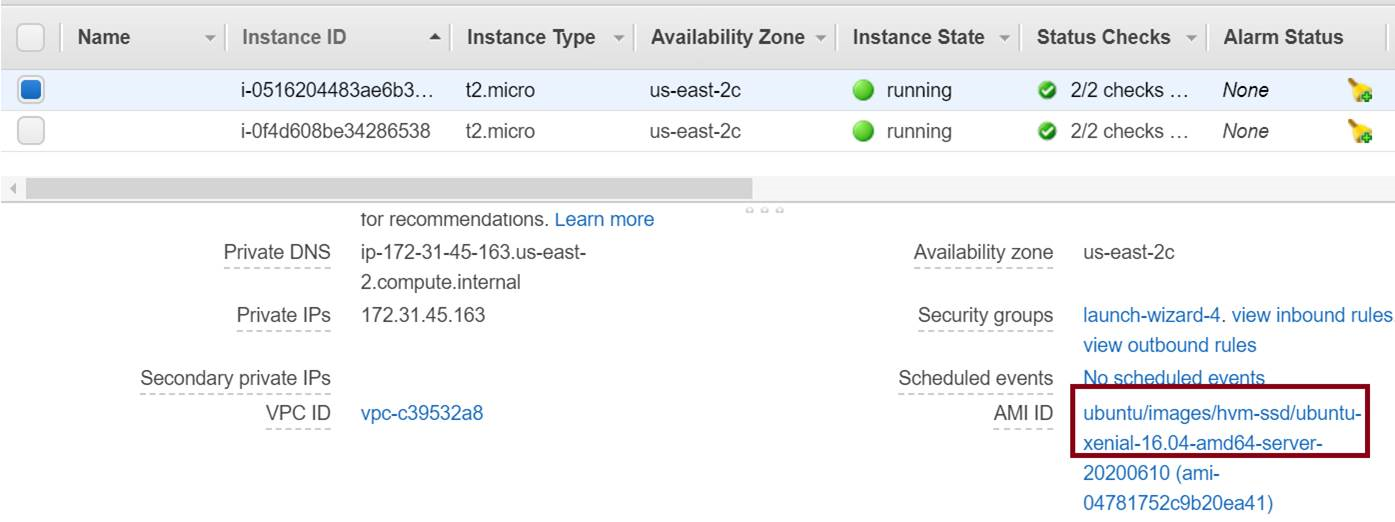 Name Instance ID Instance Type Availability Zone Instance State Status Checks Alarm Status
i-0516204483ae6b3… t2.micro us-east-2c running 2/2 checks … None
i-0f4d608be34286538 t2.micro us-east-2c running 2/2 checks … None
for recommendations. Learn more
Private DNS ip-172-31-45-163.us-east-
2.compute.internal
Availability zone us-east-2c
Private IPs 172.31.45.163
Security groups launch-wizard-4. view inbound rules.
view outbound rules
Secondary private IPs
Scheduled events No scheduled events
VPC ID vpc-c39532a8
AMI ID ubuntu/images/hvm-ssd/ubuntu-
xenial-16.04-amd64-server-
20200610 (ami-
04781752c9b20ea41)